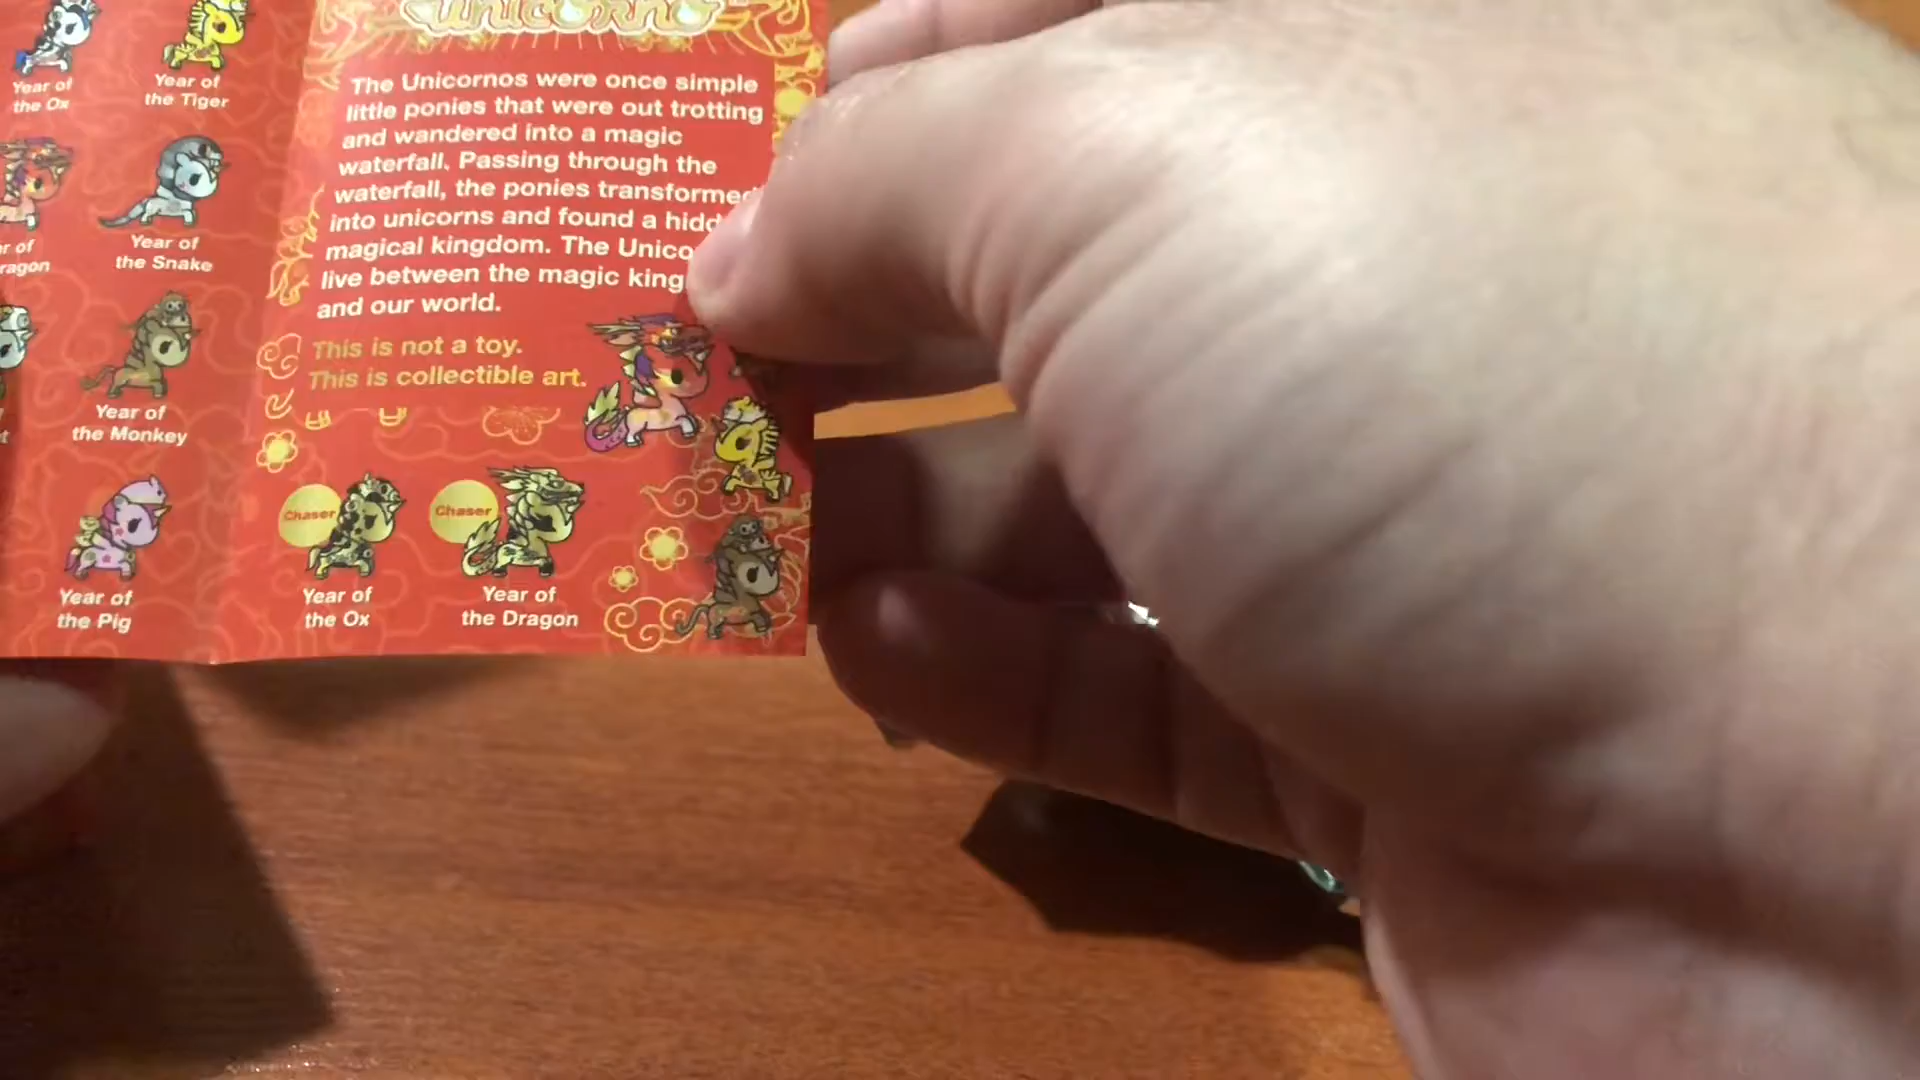 unicorno
Year of
the Ox
Year of
the Tiger
Year of
the Snake
Year of
the Monkey
Year of
the Pig
The Unicornos were once simple
little ponies that were out trotting
and wandered into a magic
waterfall. Passing through the
waterfall, the ponies transformed
into unicorns and found a
magical kingdom. The
live between the magic
and our world.
This is not a toy.
This is collectible art.
Chaser
Year of
the Ox
Chaser
Year of
the Dragon